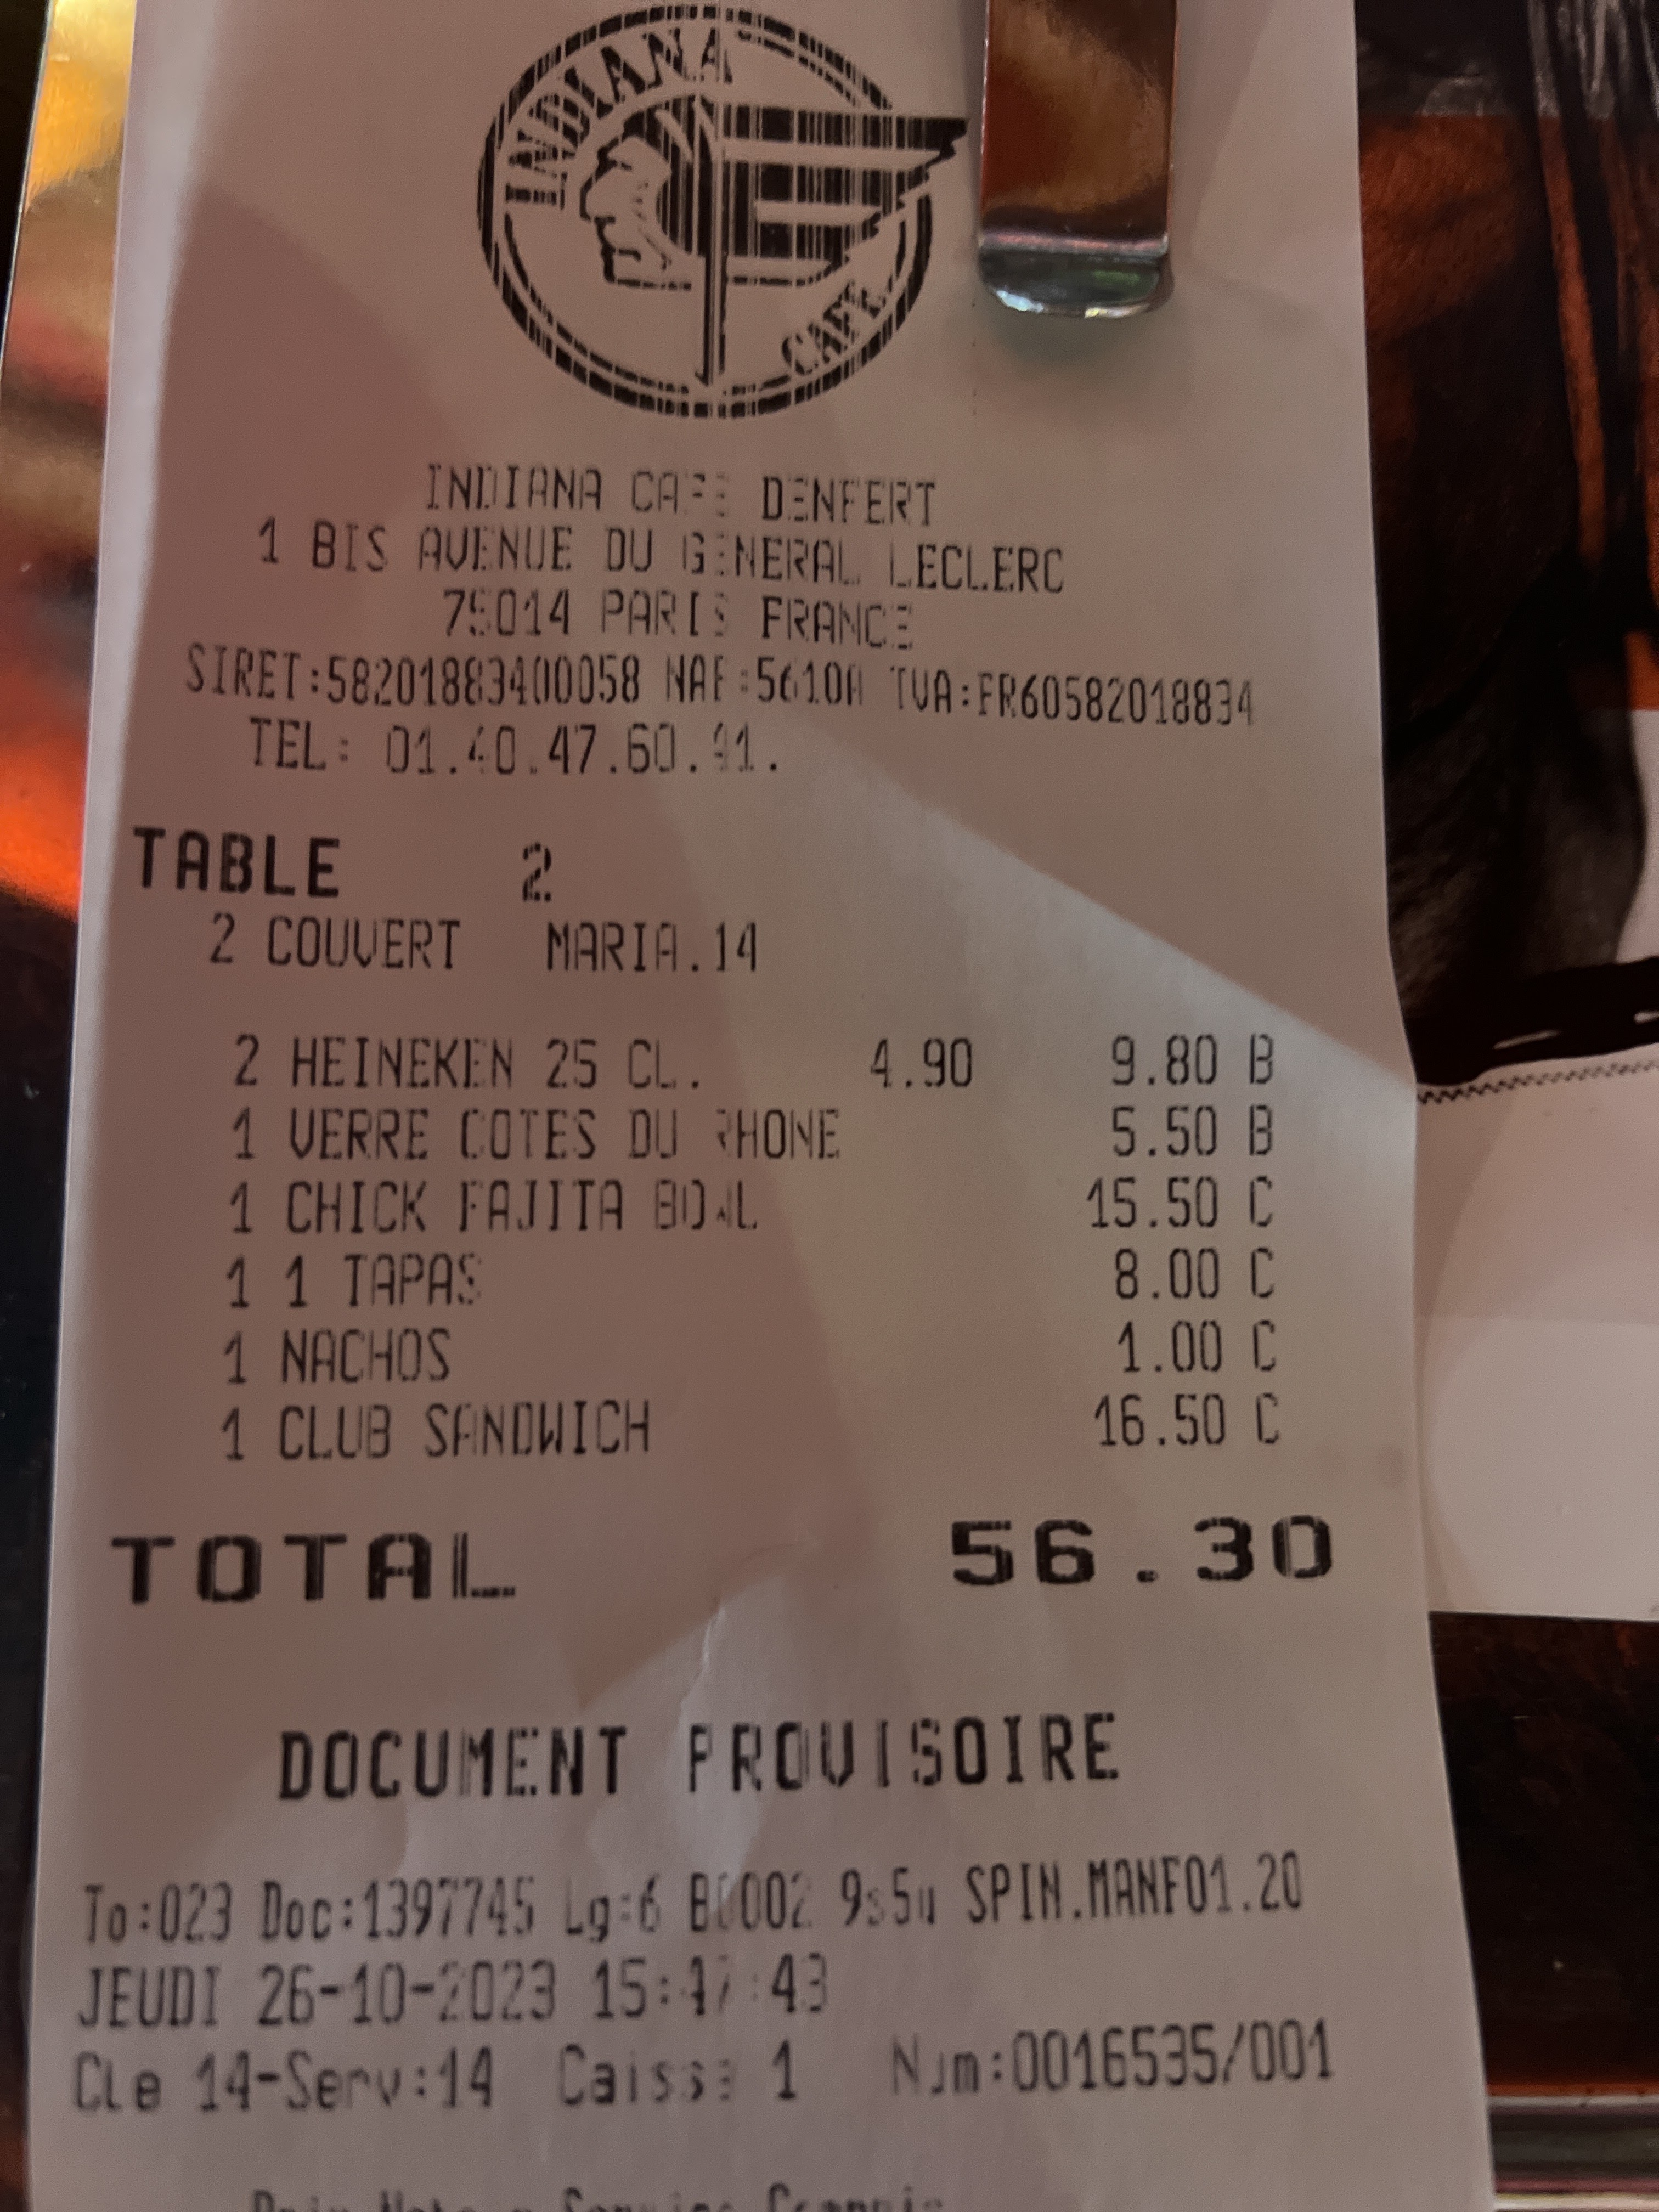 INDIANA
CAFE
INDIANA CAFE DENFERT
1 BIS AVENUE DU GENERAL LECLERC
75014 PARIS FRANCE
SIRET:58201883400058 NAF:5610A TVA:FR60582018834
TEL: 01.40.47.60.41.
TABLE 2
2 COUVERT MARIA.14
2 HEINEKEN 25 CL. 4.90 9.80 B
1 VERRE COTES DU RHONE 5.50 B
1 CHICK FAJITA BOWL 15.50 C
1 1 TAPAS 8.00 C
1 NACHOS 1.00 C
1 CLUB SANDWICH 16.50 C
TOTAL 56.30
DOCUMENT PROVISOIRE
To:023 Doc:1397745 Lg:6 B0002 SPIN.MANF01.20
JEUDI 26-10-2023 15:47:43
Cle 14-Serv:14 Caisse 1 Num:0016535/001